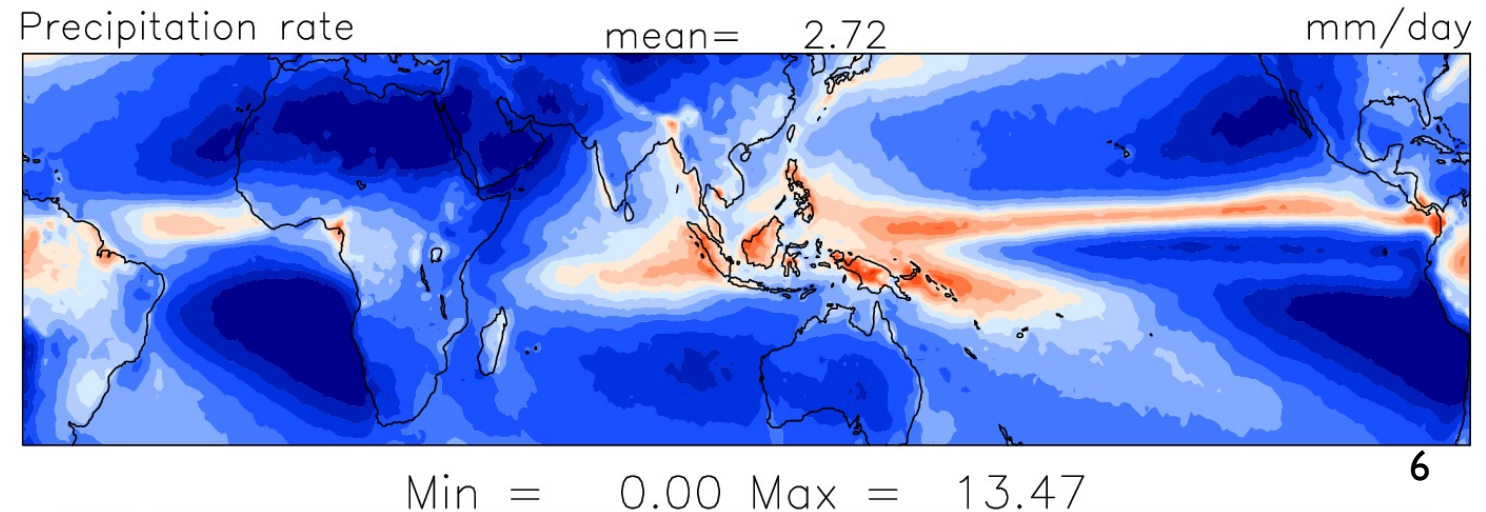 Precipitation rate mean= 2.72 mm/day
6
Min = 0.00 Max = 13.47